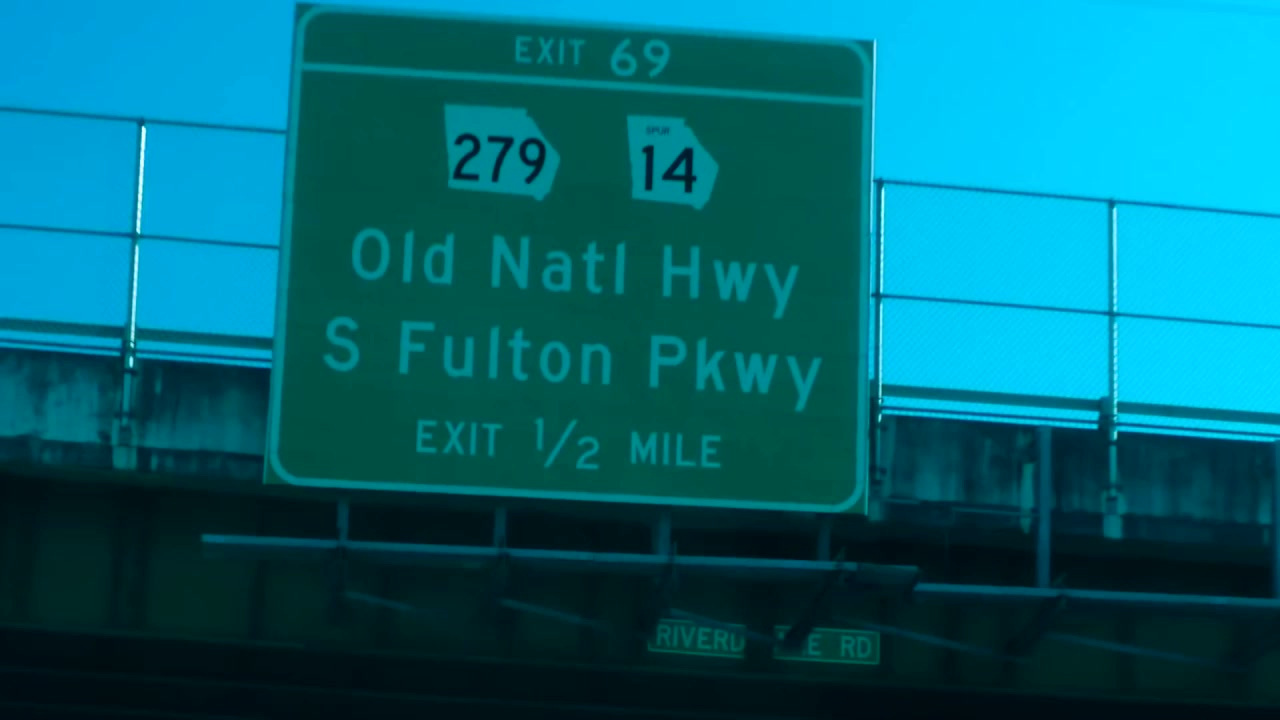 EXIT 69
279
SPUR
14
Old Natl Hwy
S Fulton Pkwy
EXIT 1/2 MILE
RD